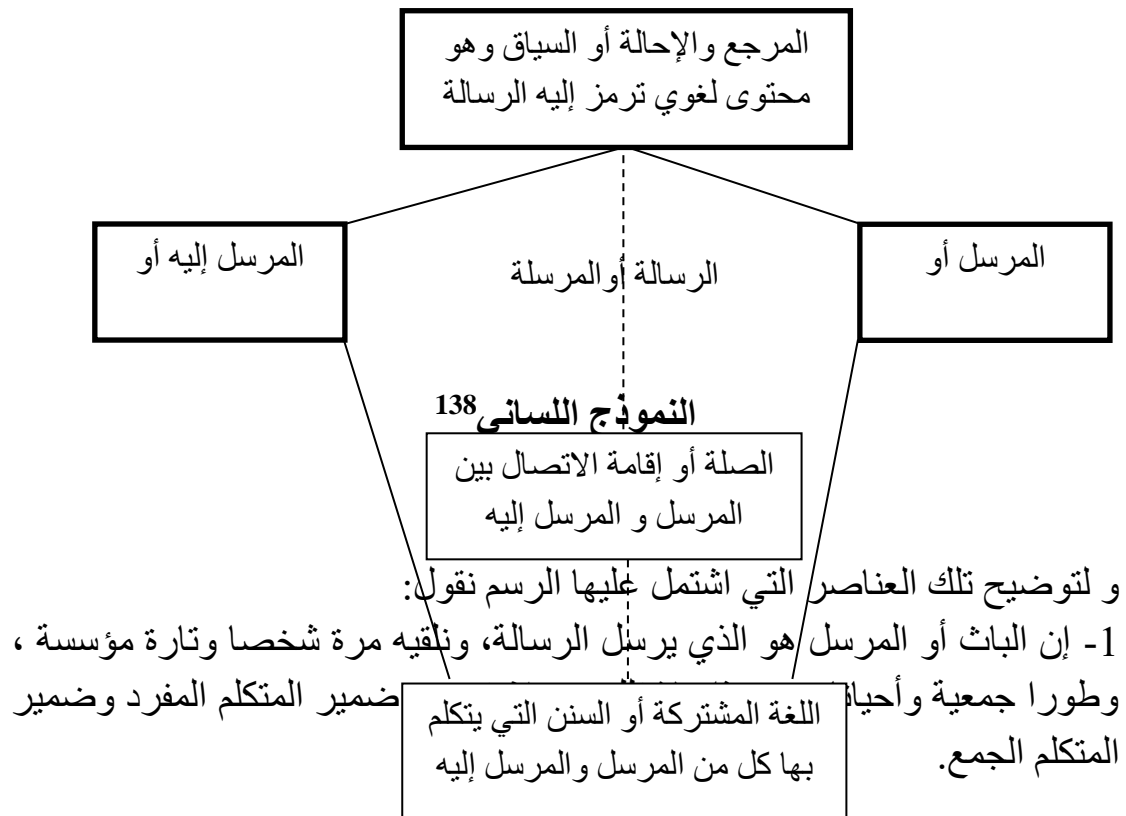 المرجع والإحالة أو السياق وهو
محتوى لغوي ترمز إليه الرسالة
المرسل أو
الرسالة أوالمرسلة
المرسل إليه أو
النموذج اللساني138
الصلة أو إقامة الاتصال بين
المرسل و المرسل إليه
و لتوضيح تلك العناصر التي اشتمل عليها الرسم نقول:
1- إن الباث أو المرسل هو الذي يرسل الرسالة، ونلقيه مرة شخصا وتارة مؤسسة ،
وطورا جمعية وأحيانا ضمير المتكلم المفرد وضمير
المتكلم الجمع.
اللغة المشتركة أو السنن التي يتكلم
بها كل من المرسل والمرسل إليه